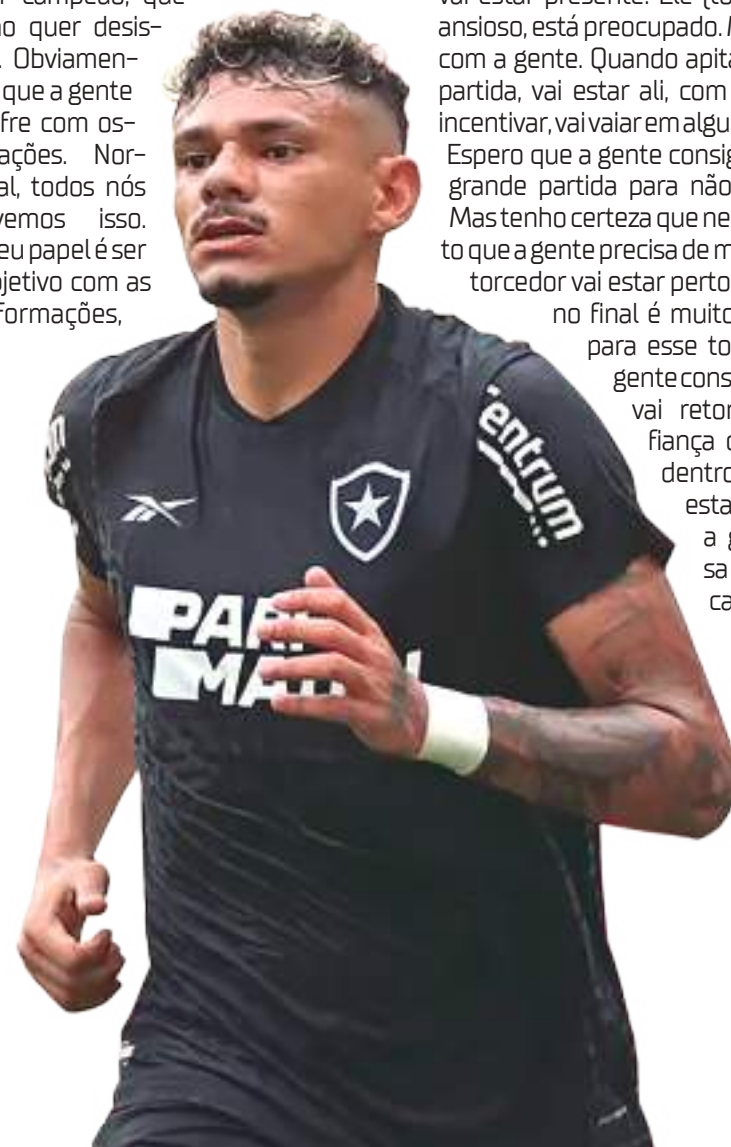 campeão, que
quer desis-
Obviamen-
que a gente
fre com os-
ações. Nor-
al, todos nós
vemos isso.
eu papel é ser
jetivo com as
formações,
vai estar presente. Ele
ansioso, está preocupado.
com a gente. Quando apita
partida, vai estar ali, com
incentivar, vai vaiar em algu
Espero que a gente consig
grande partida para não
Mas tenho certeza que ne
to que a gente precisa de m
torcedor vai estar perto
no final é muito
para esse to
gente cons
vai retor
fiança
dentro
esta
a
sa
ca
entrum
PARI
MA